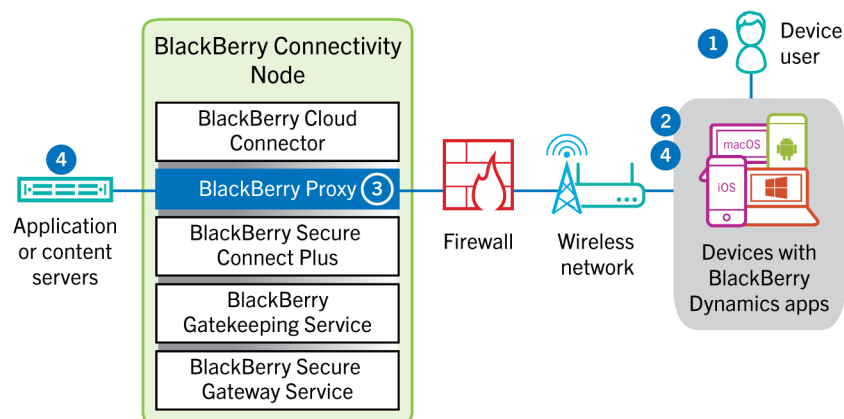 BlackBerry Connectivity
Node
BlackBerry Cloud
Connector
BlackBerry Proxy 3
BlackBerry Secure
Connect Plus
BlackBerry
Gatekeeping Service
BlackBerry Secure
Gateway Service
4
Application
or content
servers
Firewall
Wireless
network
1
Device
user
2
4
macOS
iOS
Devices with
BlackBerry
Dynamics apps